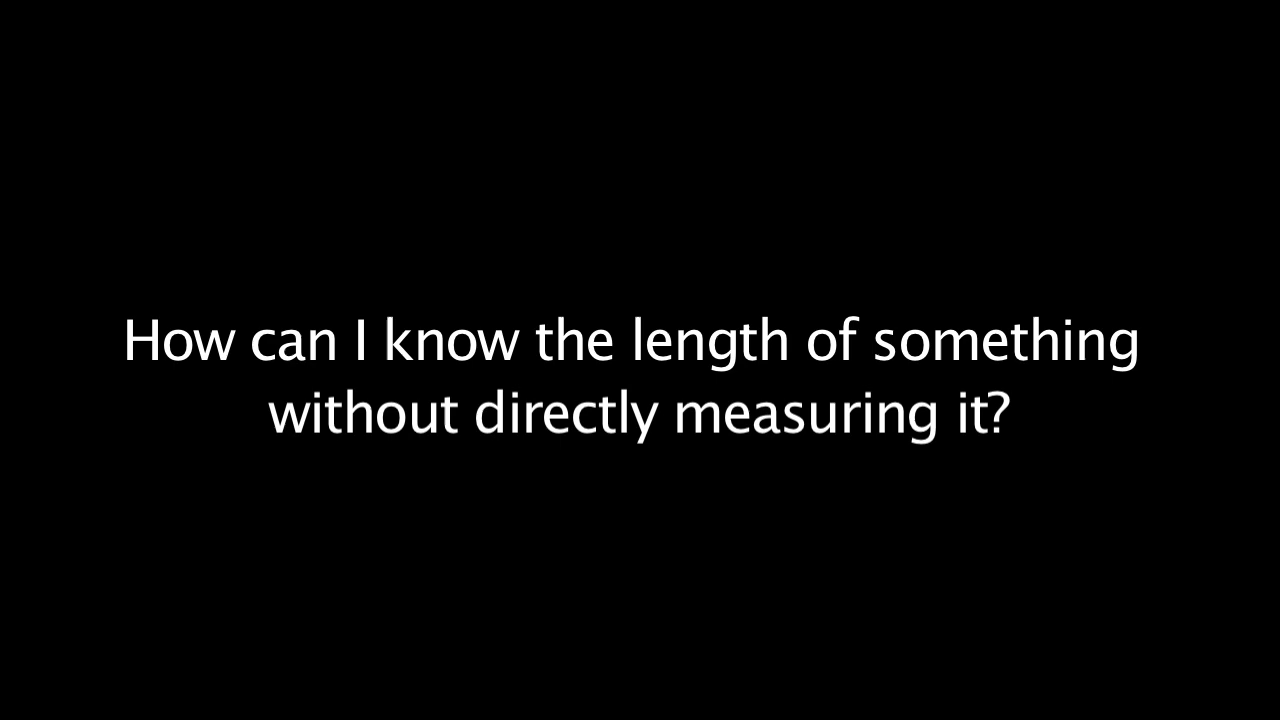 How can I know the length of something
without directly measuring it?